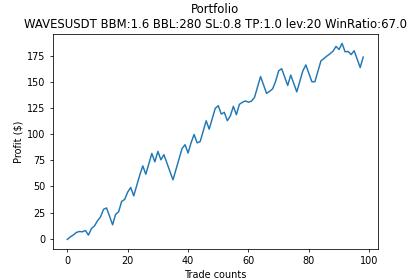 Portfolio
WAVESUSDT BBM:1.6 BBL:280 SL:0.8 TP:1.0 lev:20 WinRatio:67.0
Profit ($)
175
150
125
100
75
50
25
0
0 20 40 60 80 100
Trade counts